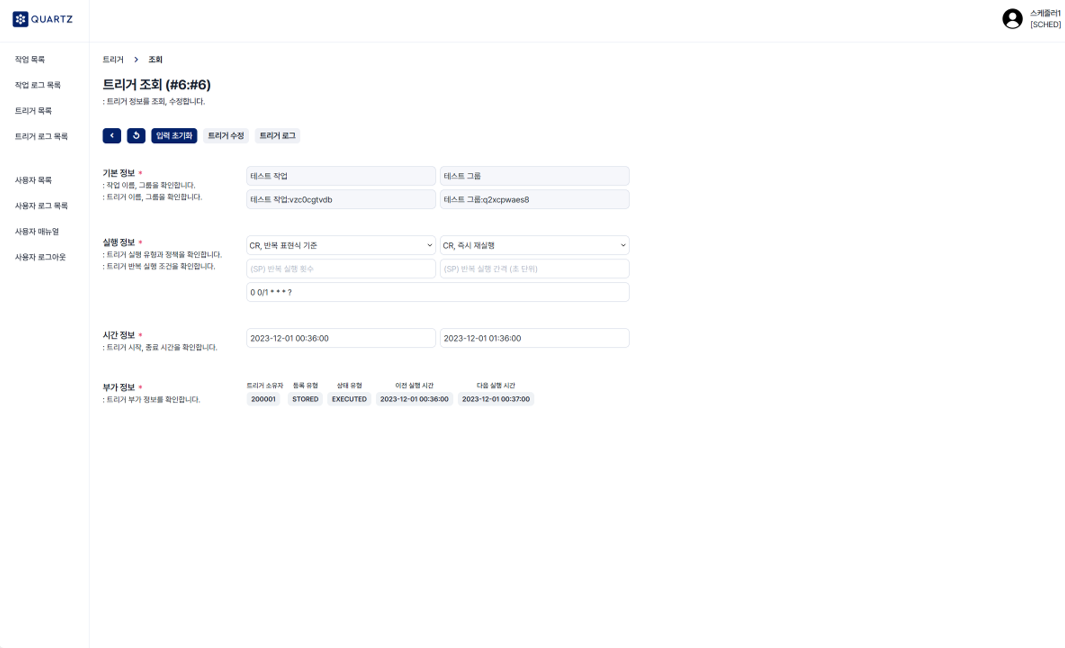 QUARTZ
스케줄러1
[SCHED]
작업 목록
작업 로그 목록
트리거 목록
트리거 로그 목록
사용자 목록
사용자 로그 목록
사용자 매뉴얼
사용자 로그아웃
트리거 > 조회
트리거 조회 (#6:#6)
: 트리거 정보를 조회, 수정합니다.
입력 초기화 트리거 수정 트리거 로그
기본 정보 *
: 작업 이름, 그룹을 확인합니다.
: 트리거 이름, 그룹을 확인합니다.
테스트 작업 테스트 그룹
테스트 작업:vzc0cgtvdb 테스트 그룹:q2xcpwaes8
실행 정보 *
: 트리거 실행 유형과 정책을 확인합니다.
: 트리거 반복 실행 조건을 확인합니다.
CR, 반복 표현식 기준 CR, 즉시 재실행
(SP) 반복 실행 횟수 (SP) 반복 실행 간격 (초 단위)
0 0/1 * * * ?
시간 정보 *
: 트리거 시작, 종료 시간을 확인합니다.
2023-12-01 00:36:00 2023-12-01 01:36:00
부가 정보 *
: 트리거 부가 정보를 확인합니다.
트리거 소유자 등록 유형 상태 유형 이전 실행 시간 다음 실행 시간
200001 STORED EXECUTED 2023-12-01 00:36:00 2023-12-01 00:37:00